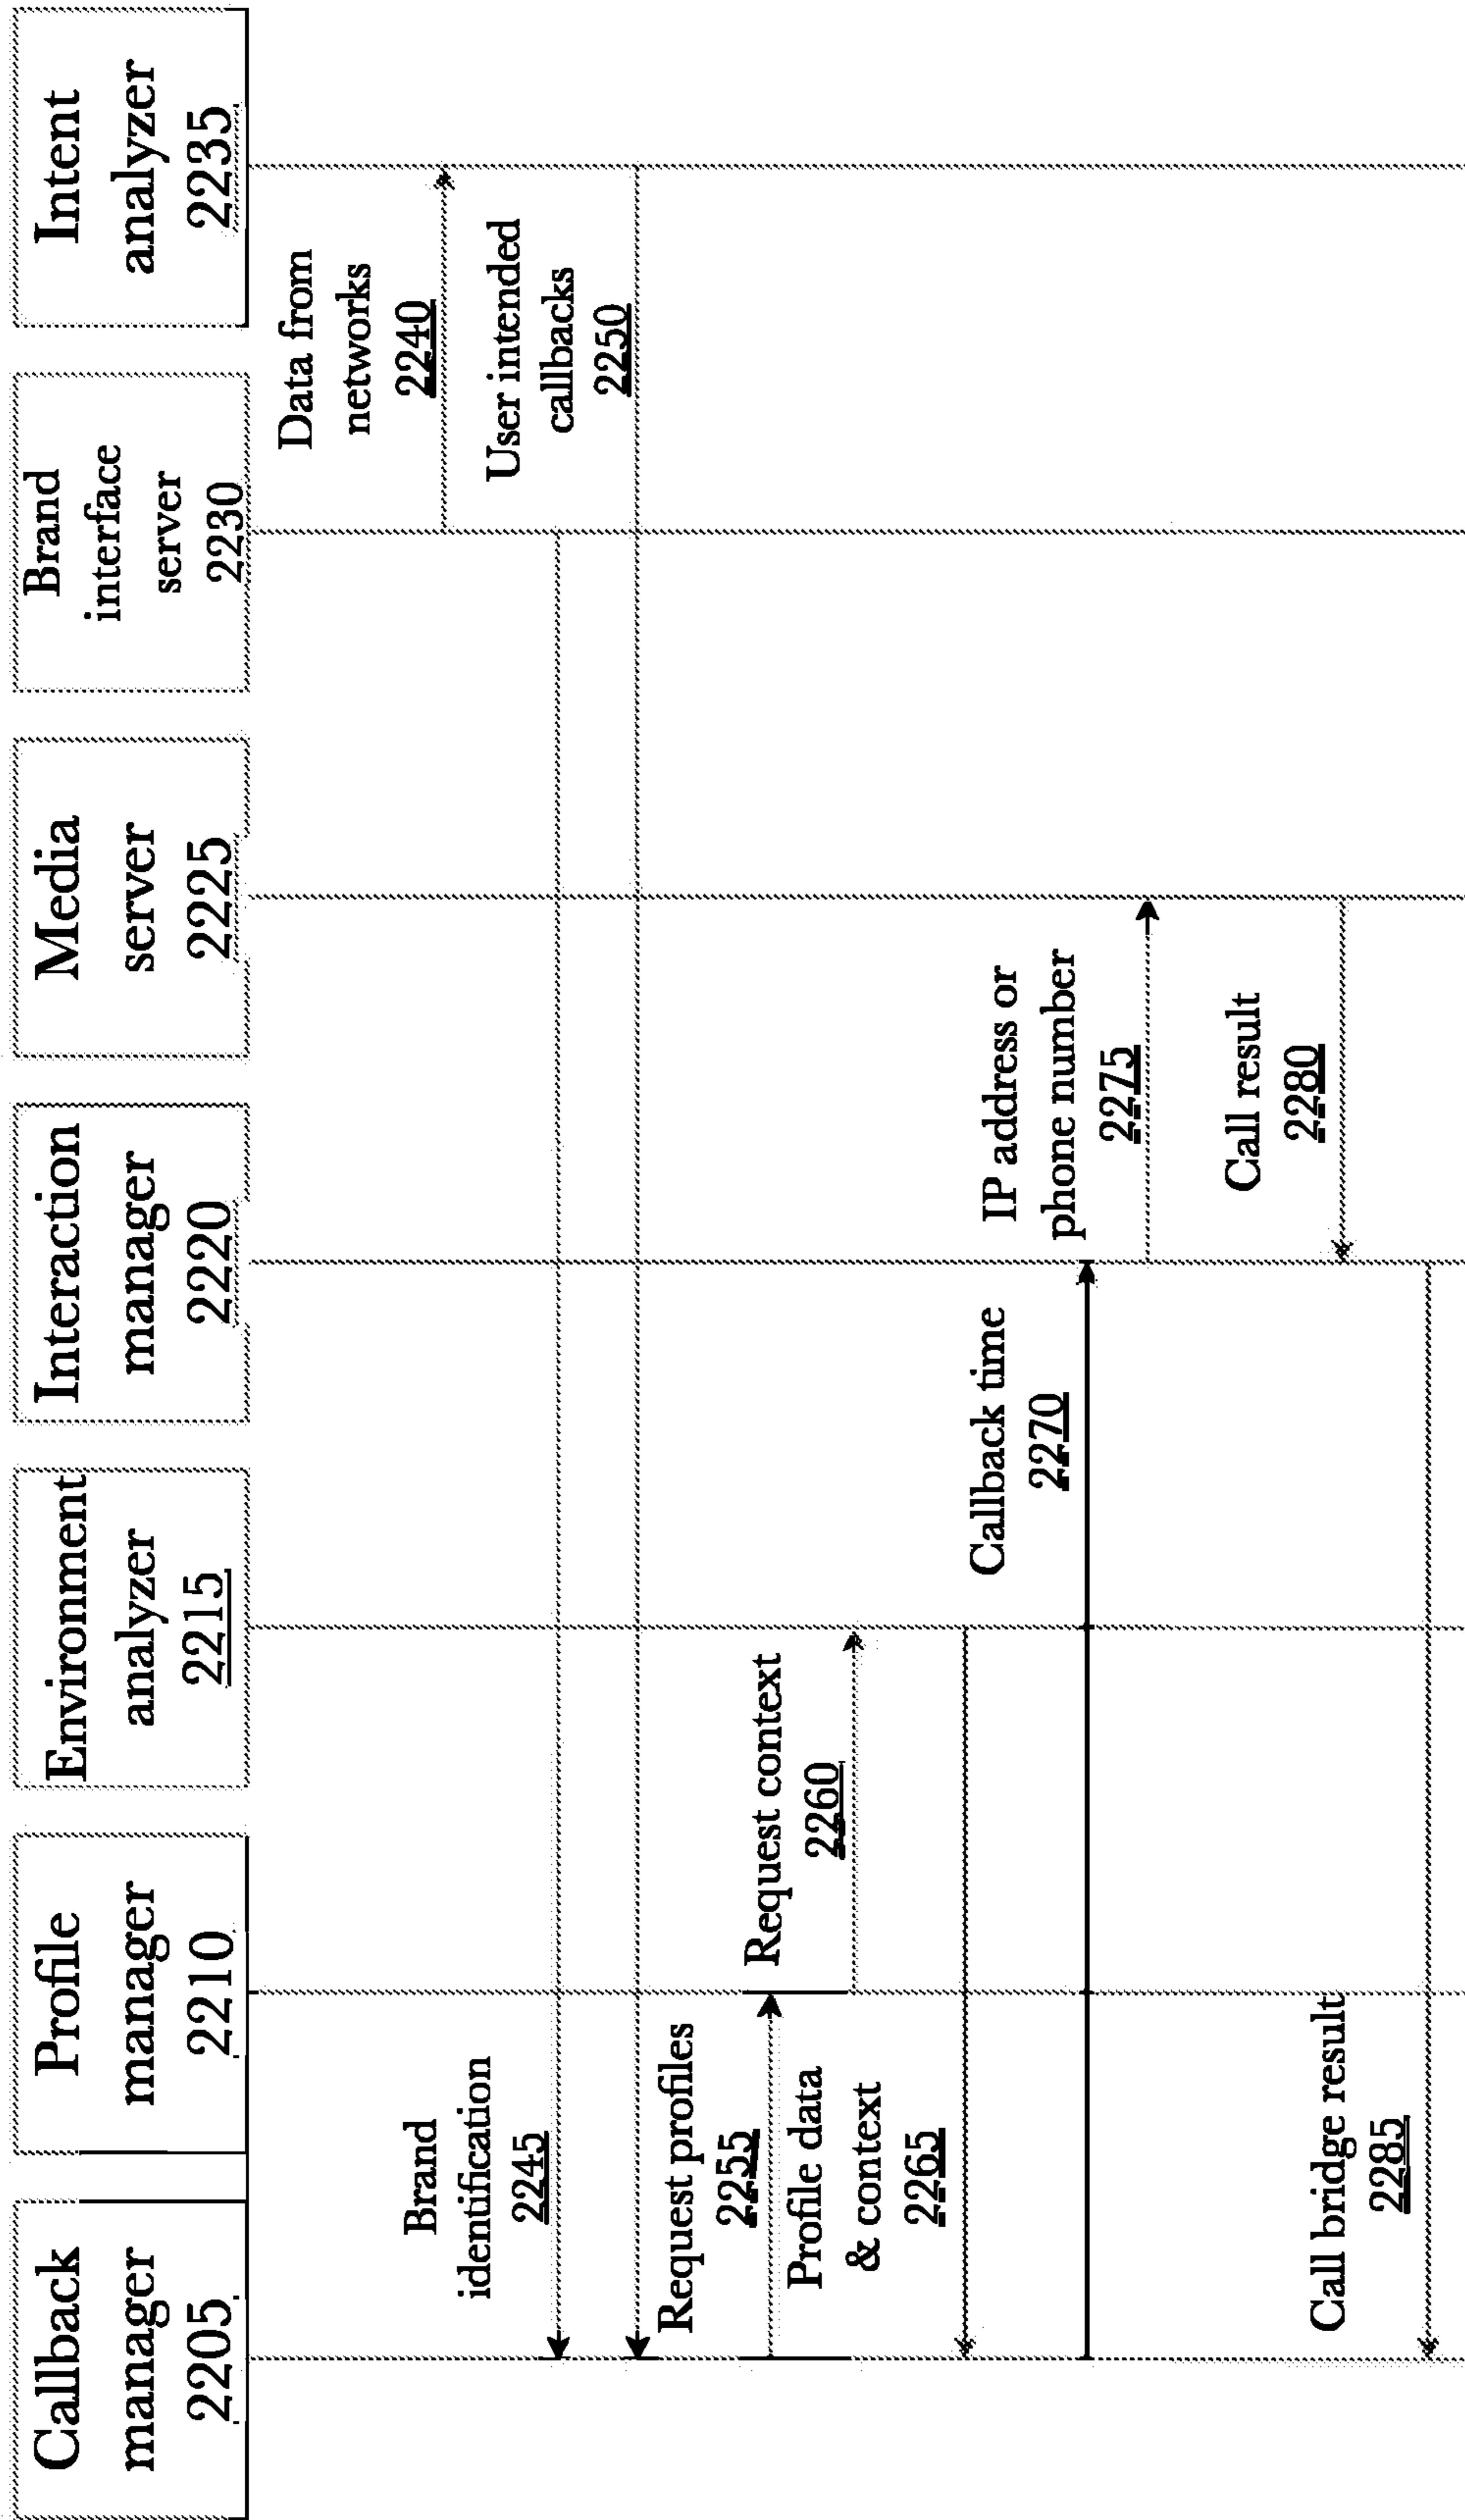 Callback
manager
2205
Profile
manager
2210
Environment
analyzer
2215
Interaction
manager
2220
Media
server
2225
Brand
interface
server
2230
Intent
analyzer
2235
Data from
networks
2240
Brand
identification
2245
User intended
callbacks
2250
Request profiles
2255
Request context
2260
Profile data
& context
2265
Callback time
2270
IP address or
phone number
2275
Call result
2280
Call bridge result
2285